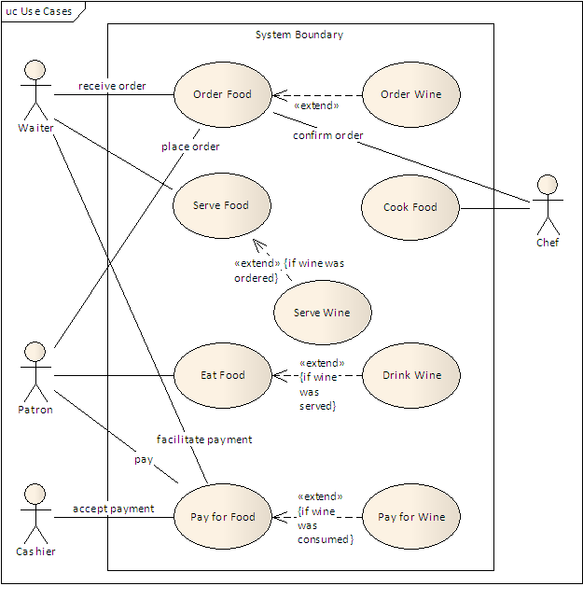 uc Use Cases
System Boundary
receive order
Order Food
Order Wine
«extend»
Waiter
confirm order
place order
Serve Food
Cook Food
Chef
«extend» {if wine was
ordered}
Serve Wine
«extend»
Eat Food
{if wine
was
served}
Drink Wine
Patron
facilitate payment
pay
«extend»
accept payment
Pay for Food
{if wine
was
consumed}
Pay for Wine
Cashier